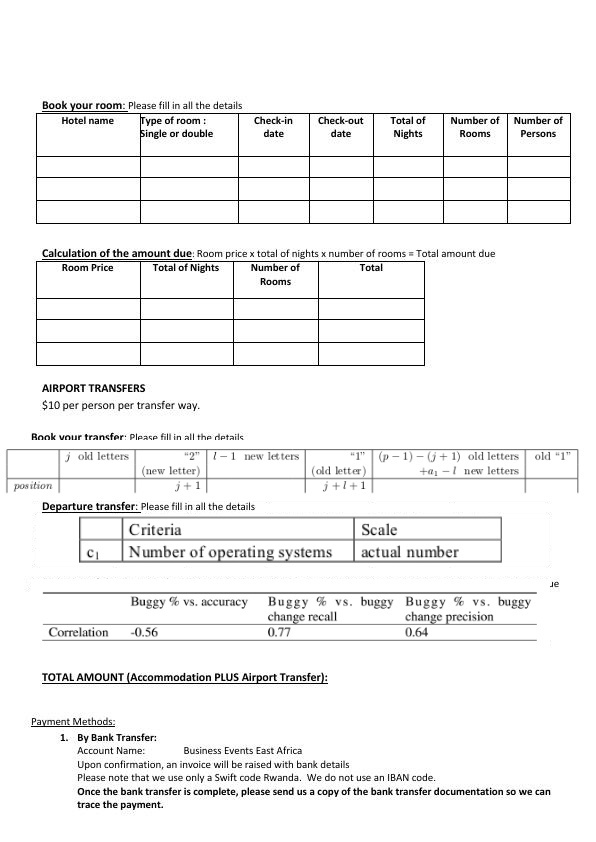 Book your room: Please fill in all the details
Hotel name Type of room : Check-in Check-out Total of Number of Number of
Single or double date date Nights Rooms Persons
Calculation of the amount due: Room price x total of nights x number of rooms = Total amount due
Room Price Total of Nights Number of Total
Rooms
AIRPORT TRANSFERS
$10 per person per transfer way.
Book your transfer: Please fill in all the details
j old letters "2" l − 1 new letters "1" (p − 1) − (j + 1) old letters old "1"
(new letter) (old letter) +a₁ − l new letters
position j + 1 j + l + 1
Departure transfer: Please fill in all the details
Criteria Scale
c₁ Number of operating systems actual number
Buggy % vs. accuracy Buggy % vs. buggy Buggy % vs. buggy
change recall change precision
Correlation -0.56 0.77 0.64
TOTAL AMOUNT (Accommodation PLUS Airport Transfer):
Payment Methods:
1. By Bank Transfer:
Account Name: Business Events East Africa
Upon confirmation, an invoice will be raised with bank details
Please note that we use only a Swift code Rwanda. We do not use an IBAN code.
Once the bank transfer is complete, please send us a copy of the bank transfer documentation so we can
trace the payment.